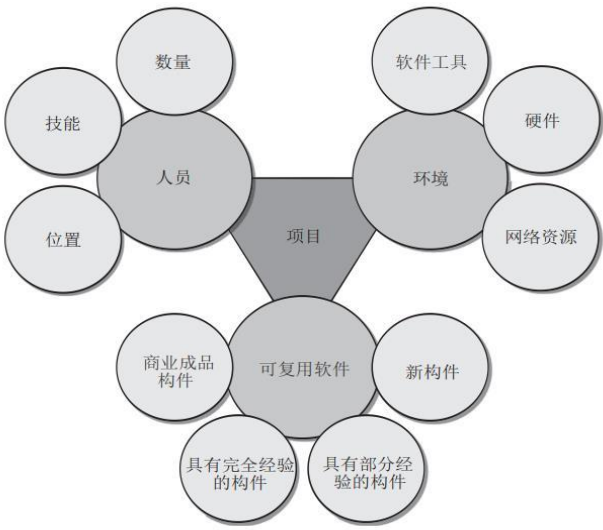 数量
软件工具
技能
硬件
人员
环境
位置
项目
网络资源
商业成品
构件
可复用软件
新构件
具有完全经验
的构件
具有部分经
验的构件